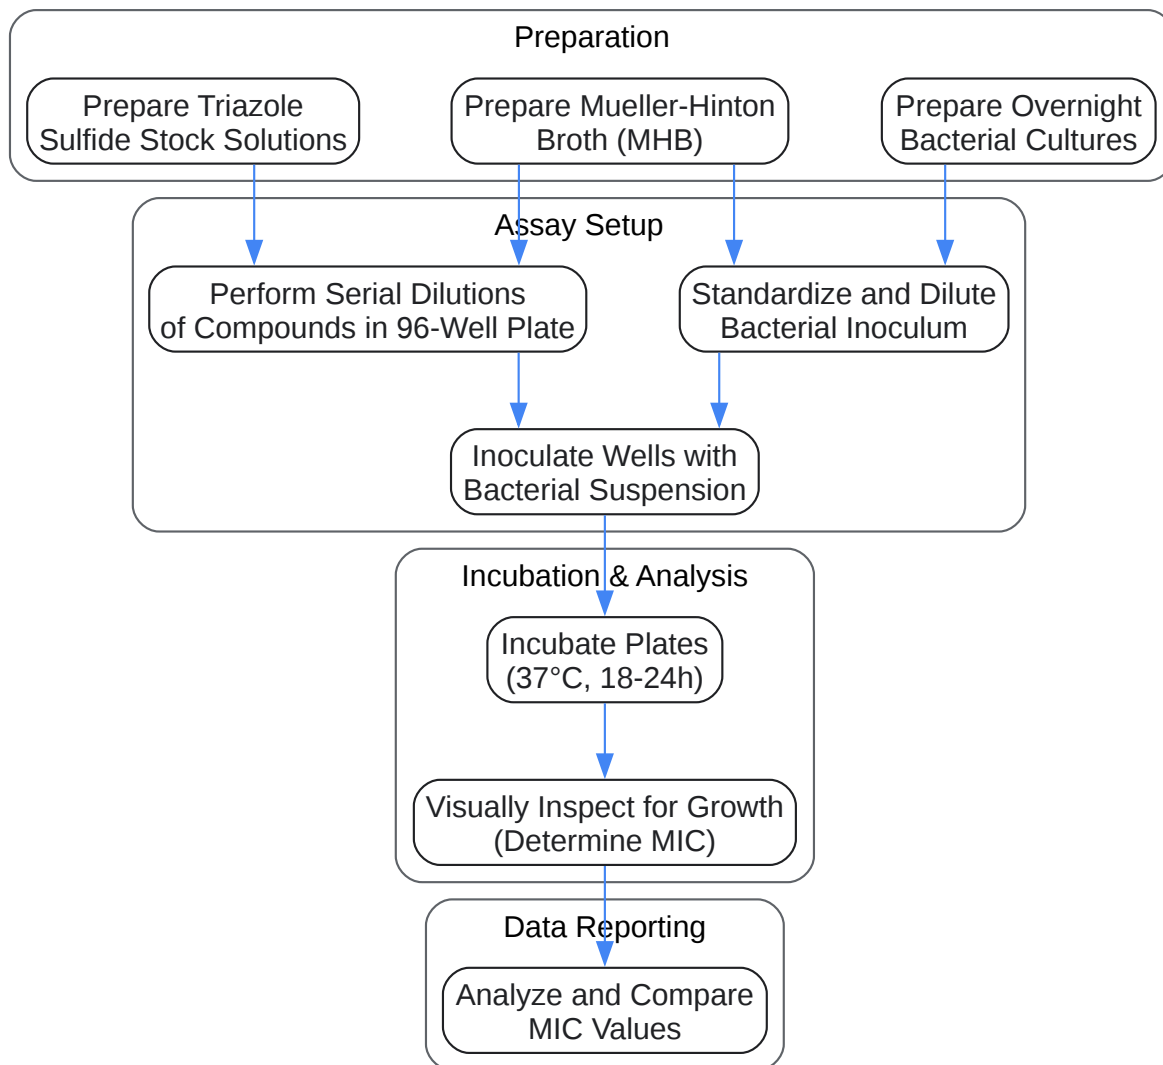 Preparation
Prepare Triazole
Sulfide Stock Solutions
Prepare Mueller-Hinton
Broth (MHB)
Prepare Overnight
Bacterial Cultures
Assay Setup
Perform Serial Dilutions
of Compounds in 96-Well Plate
Standardize and Dilute
Bacterial Inoculum
Inoculate Wells with
Bacterial Suspension
Incubation & Analysis
Incubate Plates
(37°C, 18-24h)
Visually Inspect for Growth
(Determine MIC)
Data Reporting
Analyze and Compare
MIC Values